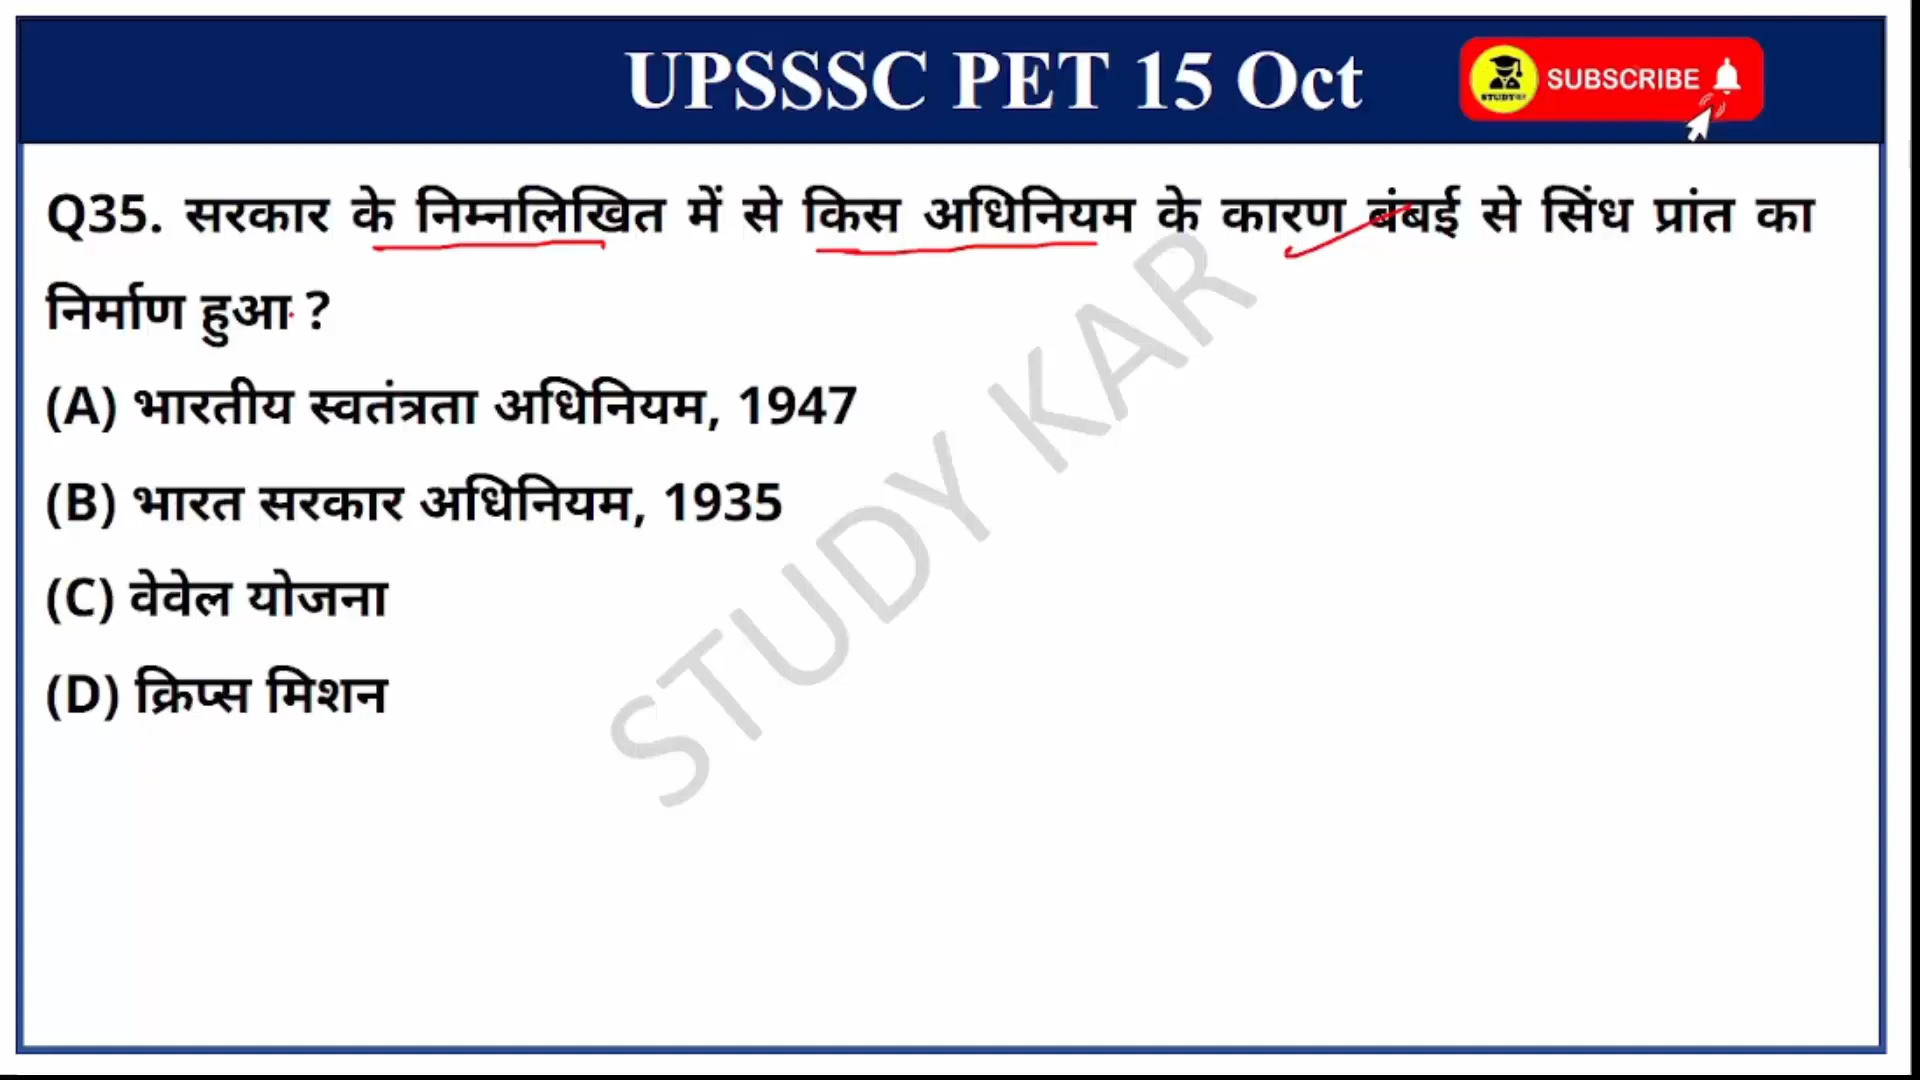 UPSSSC PET 15 Oct
SUBSCRIBE
Q35. सरकार के निम्नलिखित में से किस अधिनियम के कारण बंबई से सिंध प्रांत का
निर्माण हुआ ?
(A) भारतीय स्वतंत्रता अधिनियम, 1947
(B) भारत सरकार अधिनियम, 1935
(C) वेवेल योजना
(D) क्रिप्स मिशन
STUDY KAR